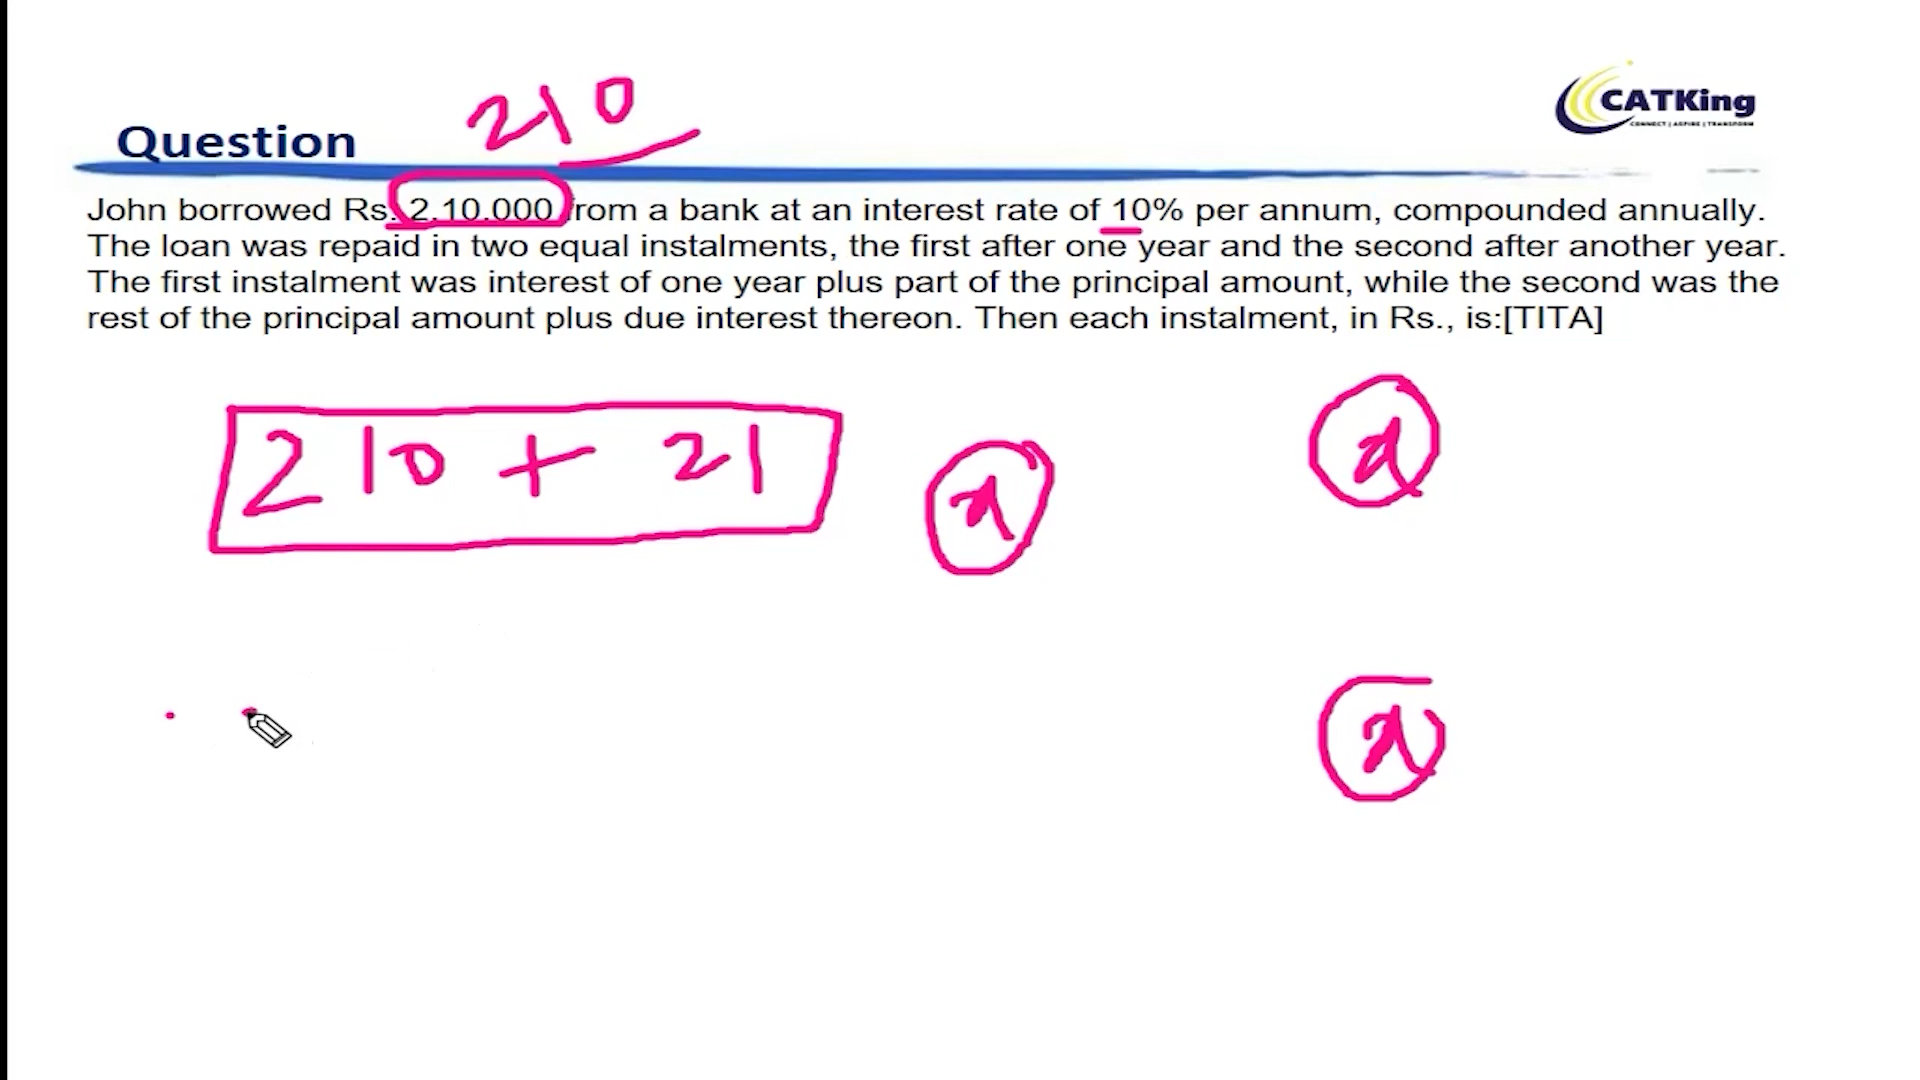 210
CATKing
CONNECT | ASPIRE | TRANSFORM
Question
John borrowed Rs. 2,10,000 from a bank at an interest rate of 10% per annum, compounded annually.
The loan was repaid in two equal instalments, the first after one year and the second after another year.
The first instalment was interest of one year plus part of the principal amount, while the second was the
rest of the principal amount plus due interest thereon. Then each instalment, in Rs., is:[TITA]
210 + 21
x
x
x